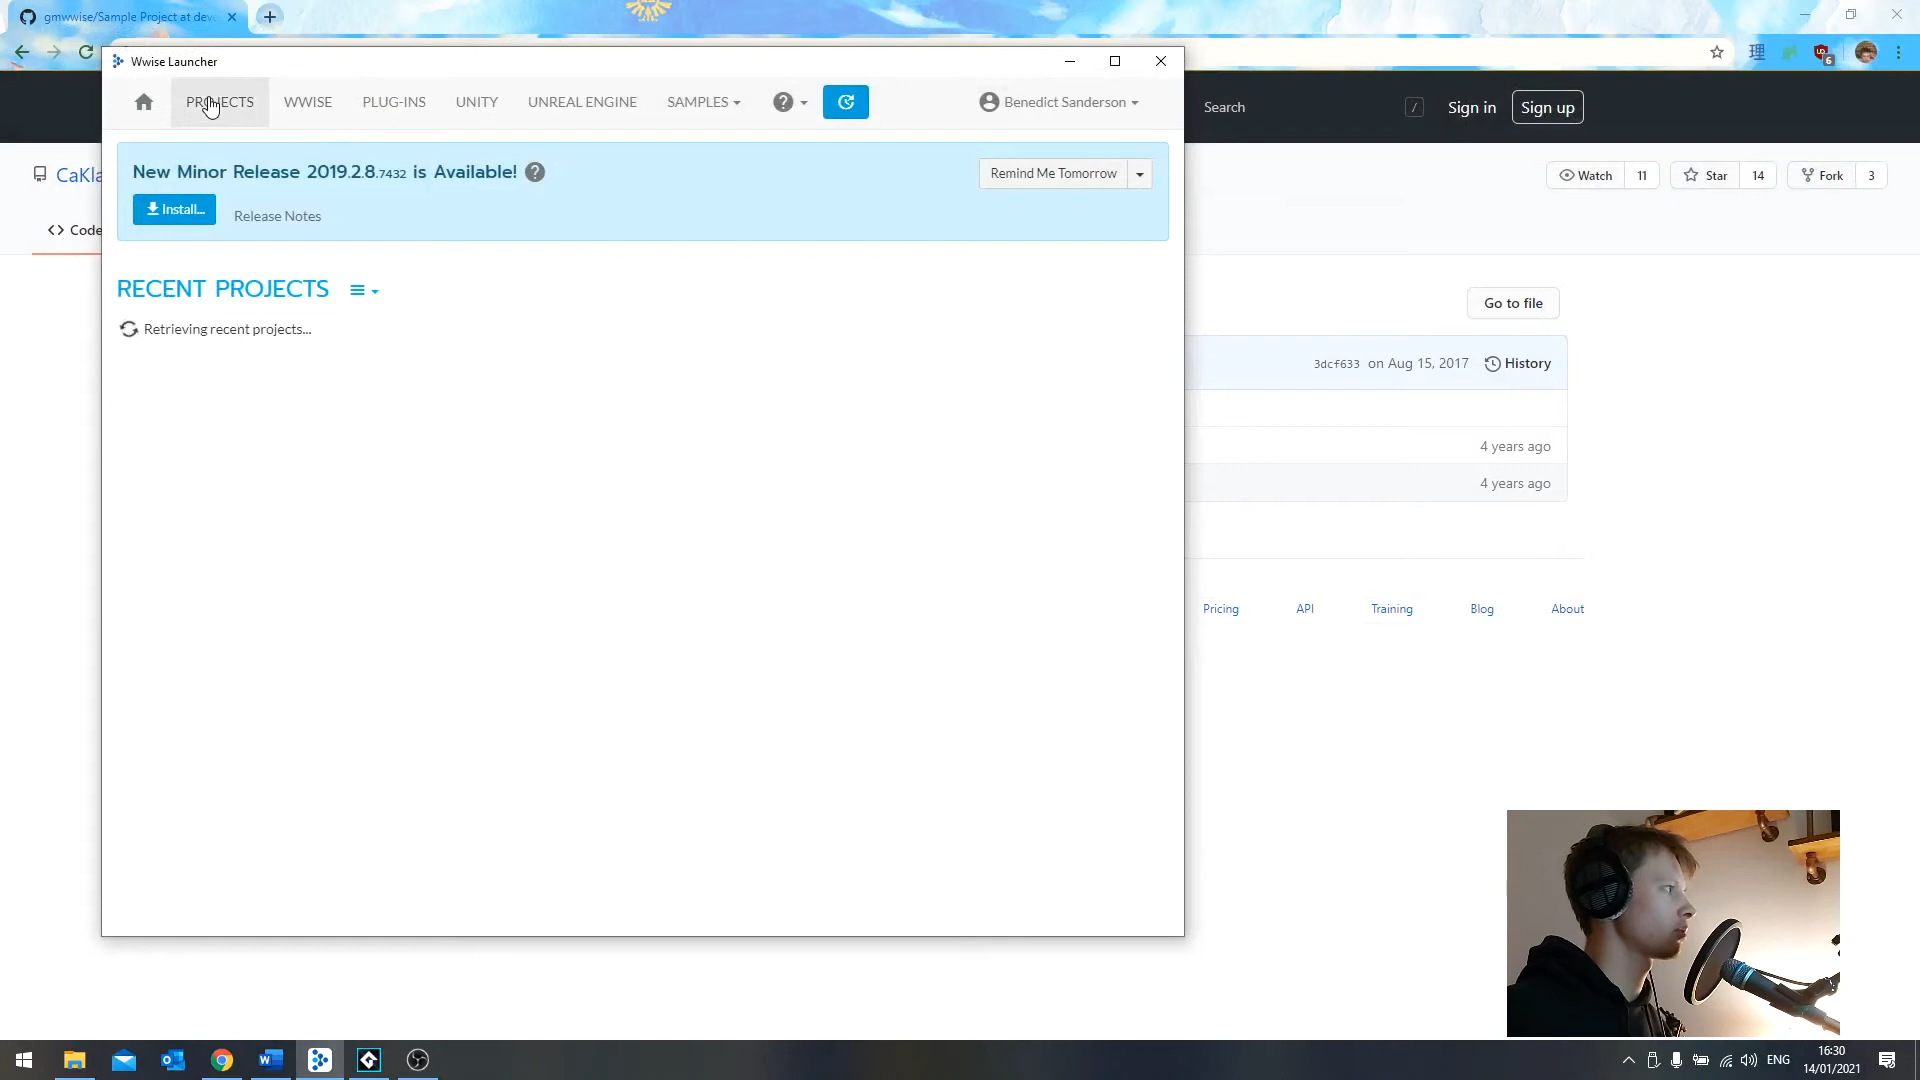 gmwwise/Sample Project at deve
Wwise Launcher
PROJECTS WWISE PLUG-INS UNITY UNREAL ENGINE SAMPLES ? Benedict Sanderson
Search / Sign in Sign up
New Minor Release 2019.2.8.7432 is Available! ?
Remind Me Tomorrow
Install...
Release Notes
CaKla
Watch 11 Star 14 Fork 3
<> Code
RECENT PROJECTS
Retrieving recent projects...
Go to file
3dcf633 on Aug 15, 2017 History
4 years ago
4 years ago
Pricing API Training Blog About
6
ENG
16:30
14/01/2021